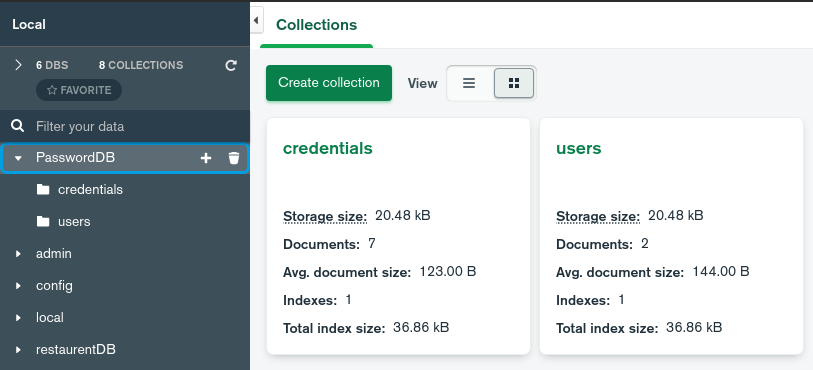 Local
6 DBS 8 COLLECTIONS
FAVORITE
Filter your data
PasswordDB
credentials
users
admin
config
local
restaurentDB
Collections
Create collection View
credentials
Storage size: 20.48 kB
Documents: 7
Avg. document size: 123.00 B
Indexes: 1
Total index size: 36.86 kB
users
Storage size: 20.48 kB
Documents: 2
Avg. document size: 144.00 B
Indexes: 1
Total index size: 36.86 kB